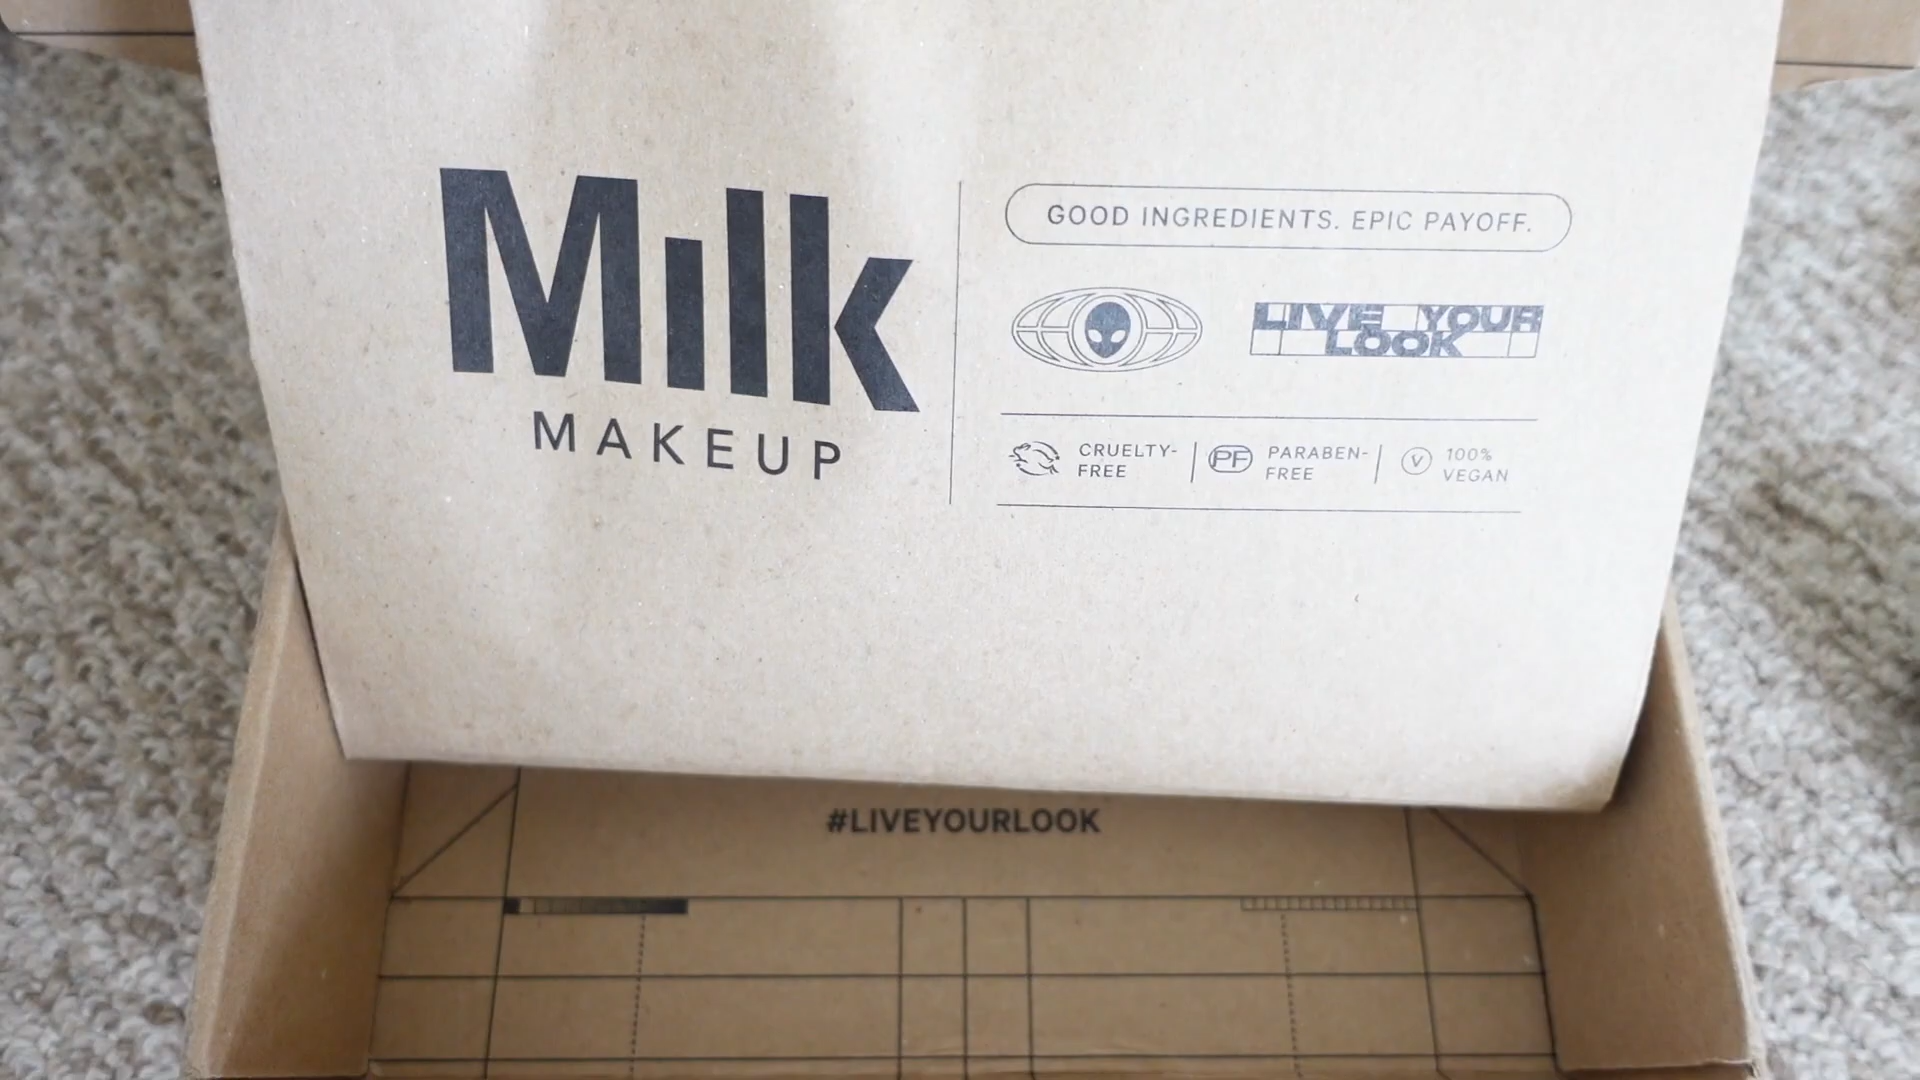 Milk
MAKEUP
GOOD INGREDIENTS. EPIC PAYOFF.
LIVE YOUR
LOOK
CRUELTY-
FREE
PF
PARABEN-
FREE
V
100%
VEGAN
#LIVEYOURLOOK